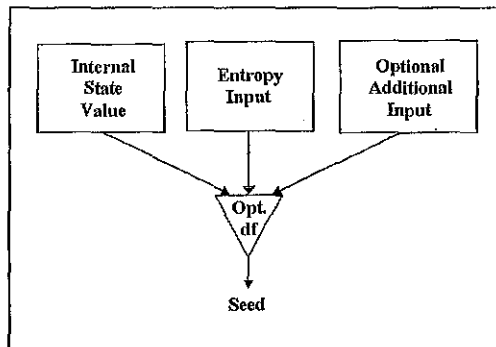 Internal
State
Value
Entropy
Input
Optional
Additional
Input
Opt.
df
Seed